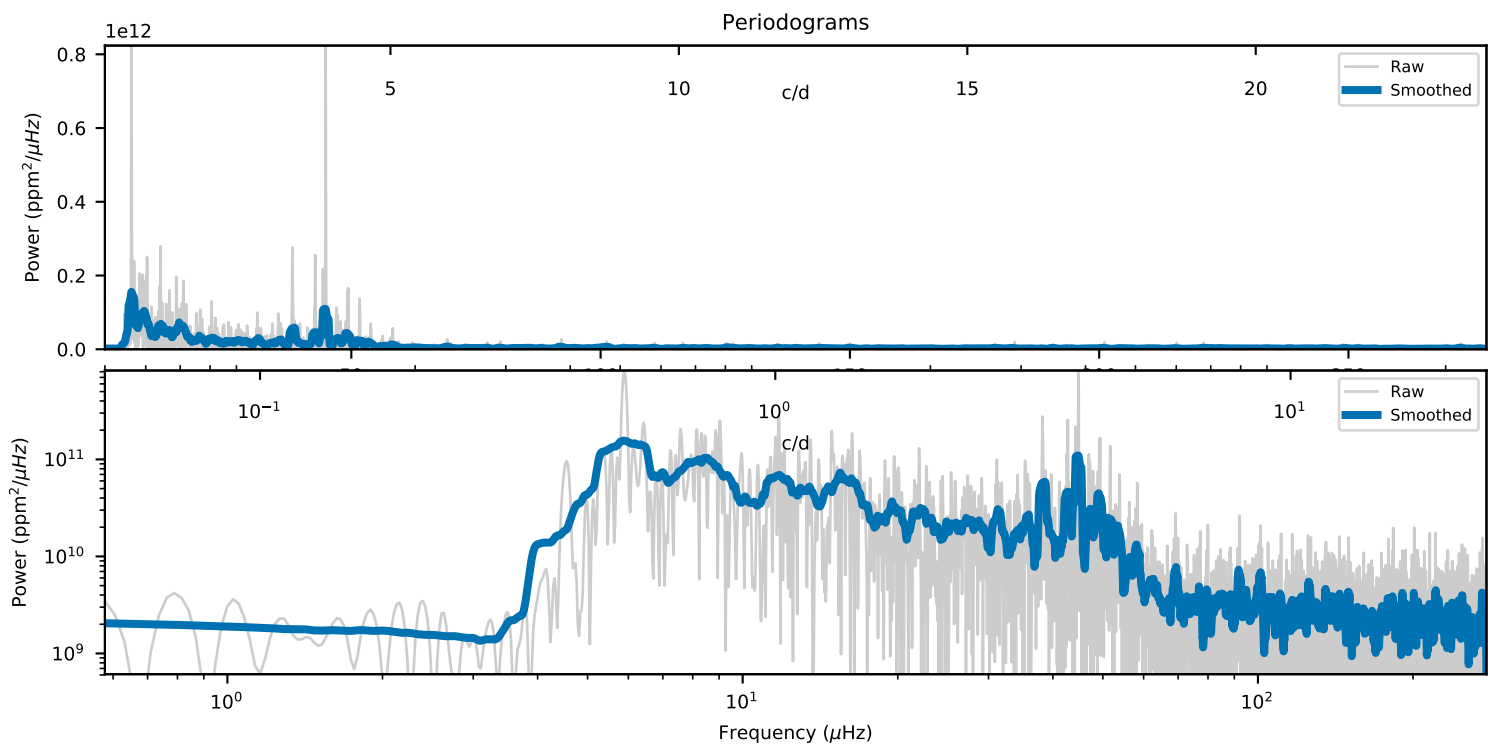 Periodograms
1e12
0.8
0.6
0.4
0.2
0.0
Power (ppm²/μHz)
5
10
15
20
c/d
Raw
Smoothed
10⁻¹
10⁰
10¹
c/d
Raw
Smoothed
10¹¹
10¹⁰
10⁹
Power (ppm²/μHz)
10⁰
10¹
10²
Frequency (μHz)